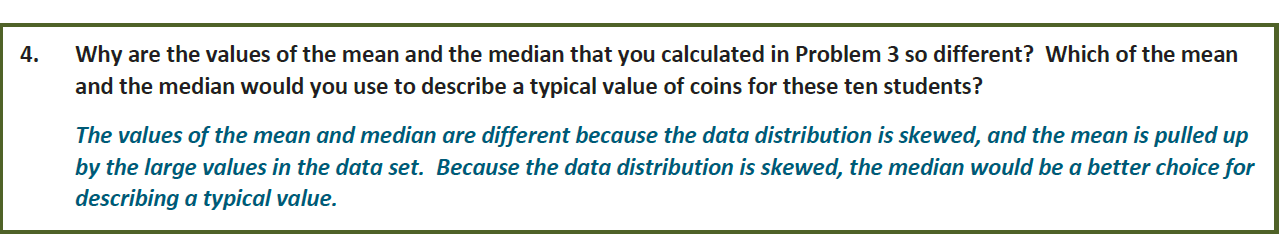 4. Why are the values of the mean and the median that you calculated in Problem 3 so different? Which of the mean
and the median would you use to describe a typical value of coins for these ten students?
The values of the mean and median are different because the data distribution is skewed, and the mean is pulled up
by the large values in the data set. Because the data distribution is skewed, the median would be a better choice for
describing a typical value.